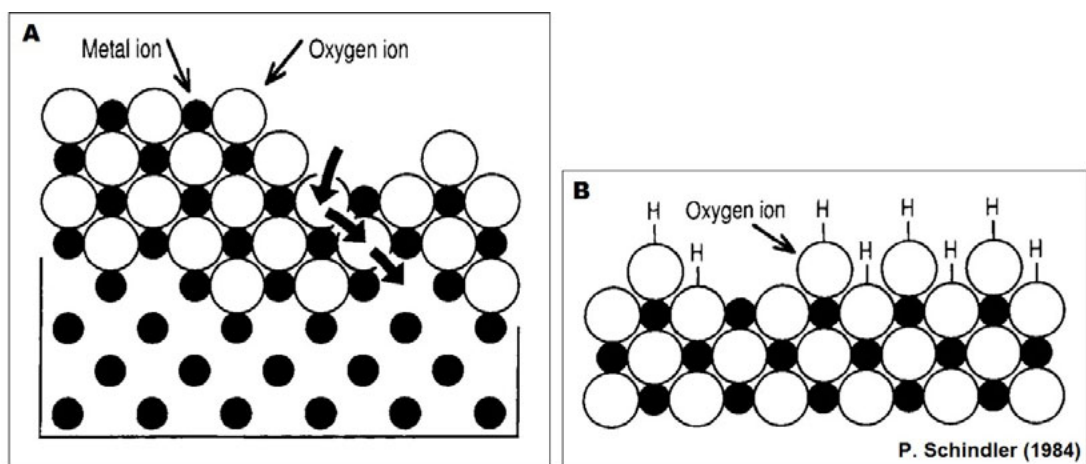 A
Metal ion
Oxygen ion
B
Oxygen ion
H
H
H
H
H
H
H
P. Schindler (1984)